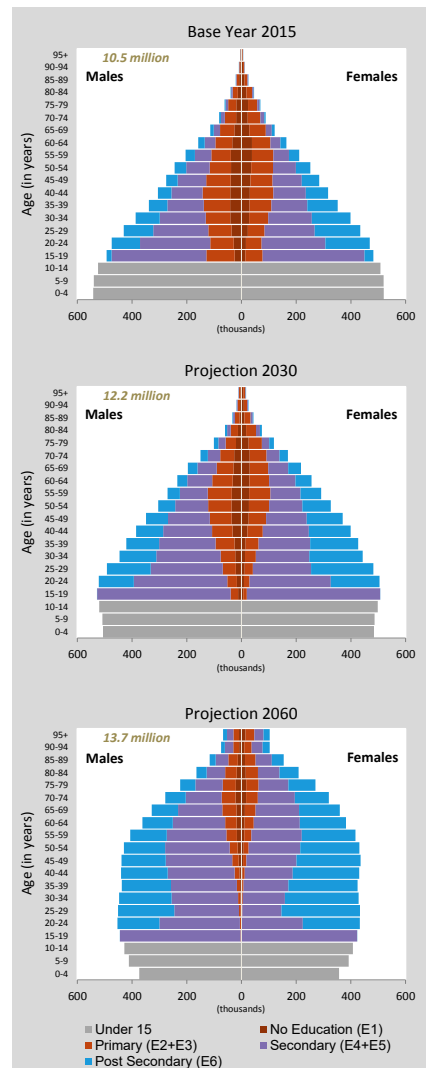 Base Year 2015
10.5 million
Males
Females
Age (in years)
95+
90-94
85-89
80-84
75-79
70-74
65-69
60-64
55-59
50-54
45-49
40-44
35-39
30-34
25-29
20-24
15-19
10-14
5-9
0-4
600 400 200 0 200 400 600
(thousands)
Projection 2030
12.2 million
Males
Females
Age (in years)
95+
90-94
85-89
80-84
75-79
70-74
65-69
60-64
55-59
50-54
45-49
40-44
35-39
30-34
25-29
20-24
15-19
10-14
5-9
0-4
600 400 200 0 200 400 600
(thousands)
Projection 2060
13.7 million
Males
Females
Age (in years)
95+
90-94
85-89
80-84
75-79
70-74
65-69
60-64
55-59
50-54
45-49
40-44
35-39
30-34
25-29
20-24
15-19
10-14
5-9
0-4
600 400 200 0 200 400 600
(thousands)
Under 15 No Education (E1)
Primary (E2+E3) Secondary (E4+E5)
Post Secondary (E6)